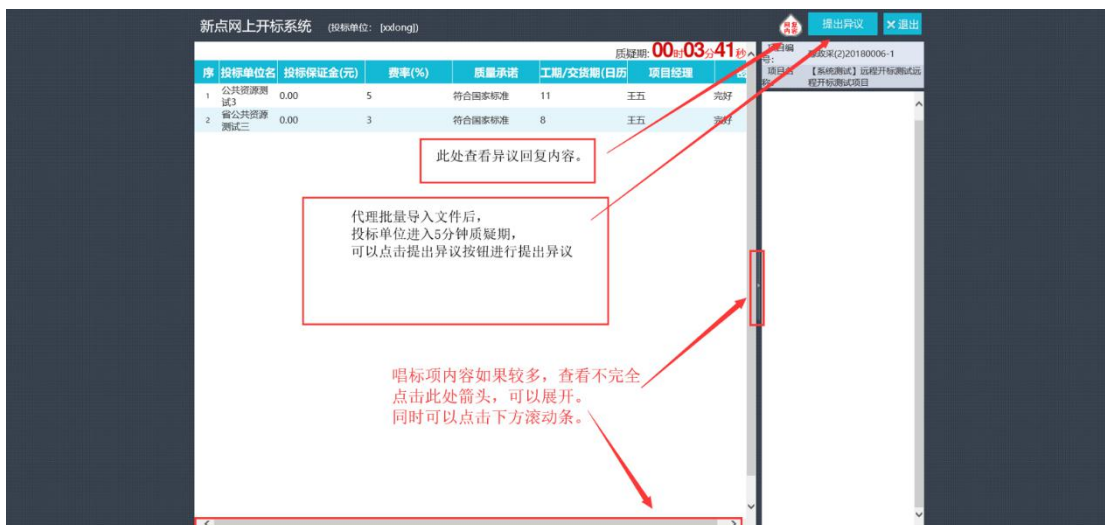 新点网上开标系统 (投标单位: [xxdong])
回复内容
提出异议
× 退出
质疑期: 00时03分41秒
项目编号:
政采(2)20180006-1
项目名称:
【系统测试】远程开标测试远程开标测试项目
序 投标单位名 投标保证金(元) 费率(%) 质量承诺 工期/交货期(日历 项目经理
1 公共资源测试3 0.00 5 符合国家标准 11 王五 完好
2 省公共资源测试三 0.00 3 符合国家标准 8 王五 完好
此处查看异议回复内容。
代理批量导入文件后，
投标单位进入5分钟质疑期，
可以点击提出异议按钮进行提出异议
唱标项内容如果较多，查看不完全
点击此处箭头，可以展开。
同时可以点击下方滚动条。